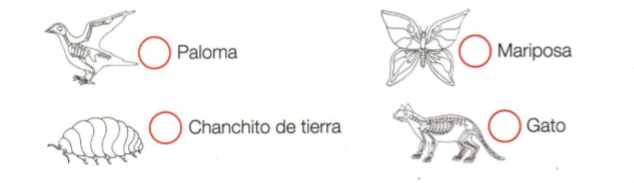 Paloma
Mariposa
Chanchito de tierra
Gato